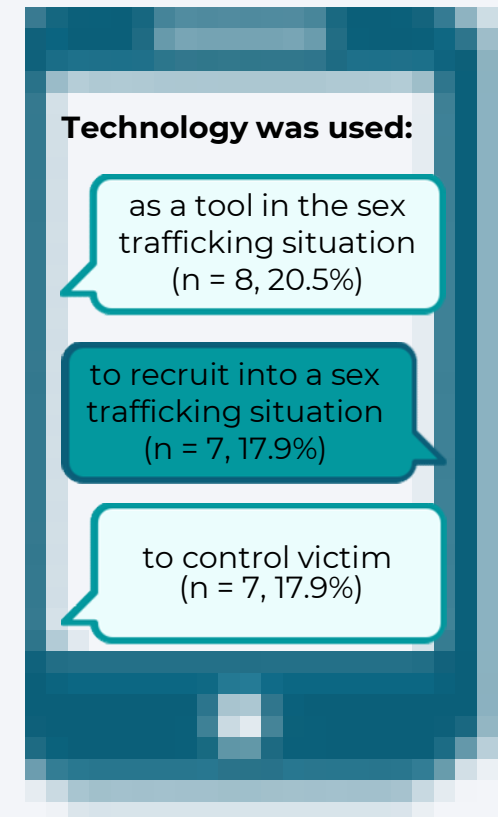 Technology was used:
as a tool in the sex
trafficking situation
(n = 8, 20.5%)
to recruit into a sex
trafficking situation
(n = 7, 17.9%)
to control victim
(n = 7, 17.9%)